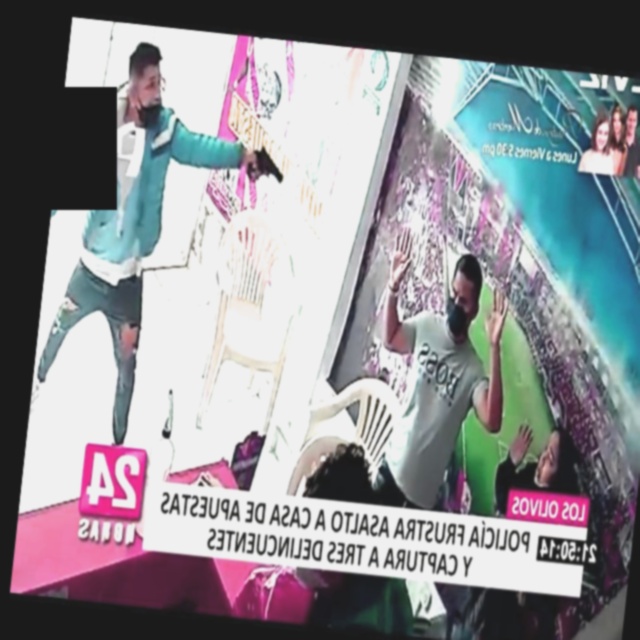 Lunes a Viernes 5:30 pm
BOSS
LOS OLIVOS
21:50:14
POLICÍA FRUSTRA ASALTO A CASA DE APUESTAS
Y CAPTURA A TRES DELINCUENTES
24
HORAS